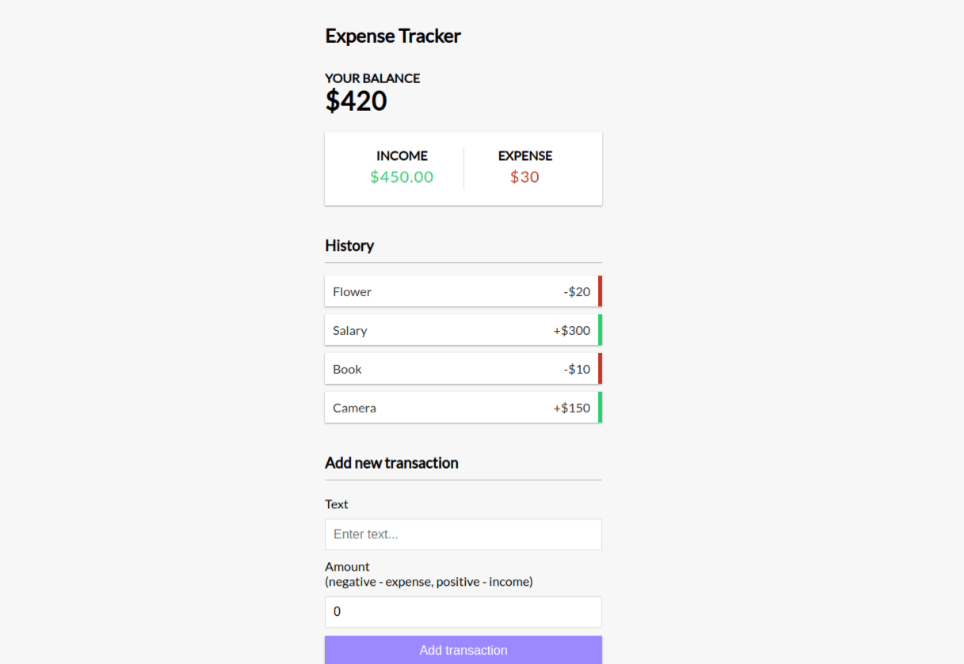 Expense Tracker
YOUR BALANCE
$420
INCOME
$450.00
EXPENSE
$30
History
Flower -$20
Salary +$300
Book -$10
Camera +$150
Add new transaction
Text
Enter text...
Amount
(negative - expense, positive - income)
0
Add transaction